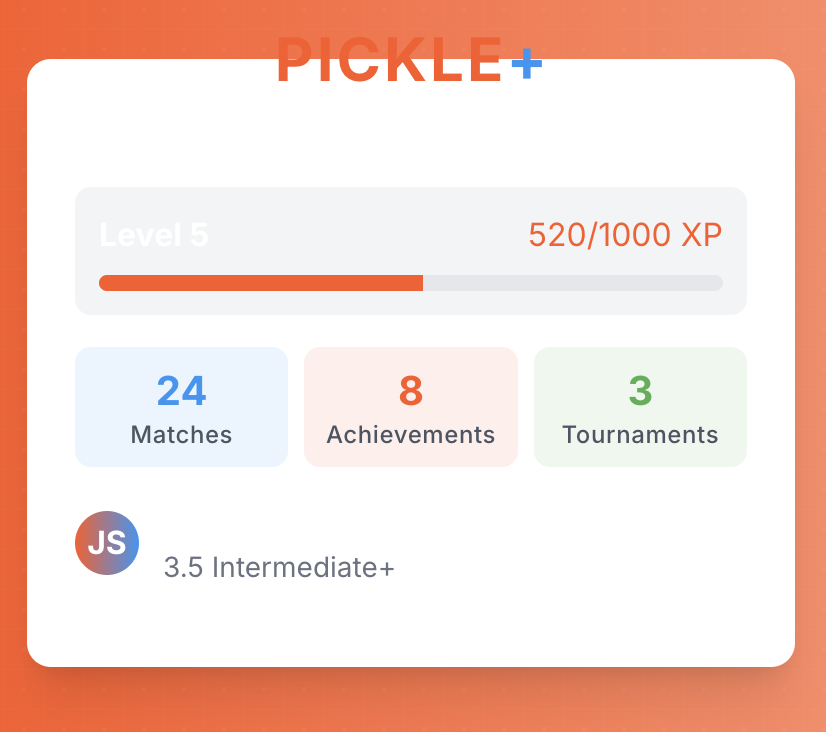 PICKLE+
Level 5 520/1000 XP
24 8 3
Matches Achievements Tournaments
JS
3.5 Intermediate+